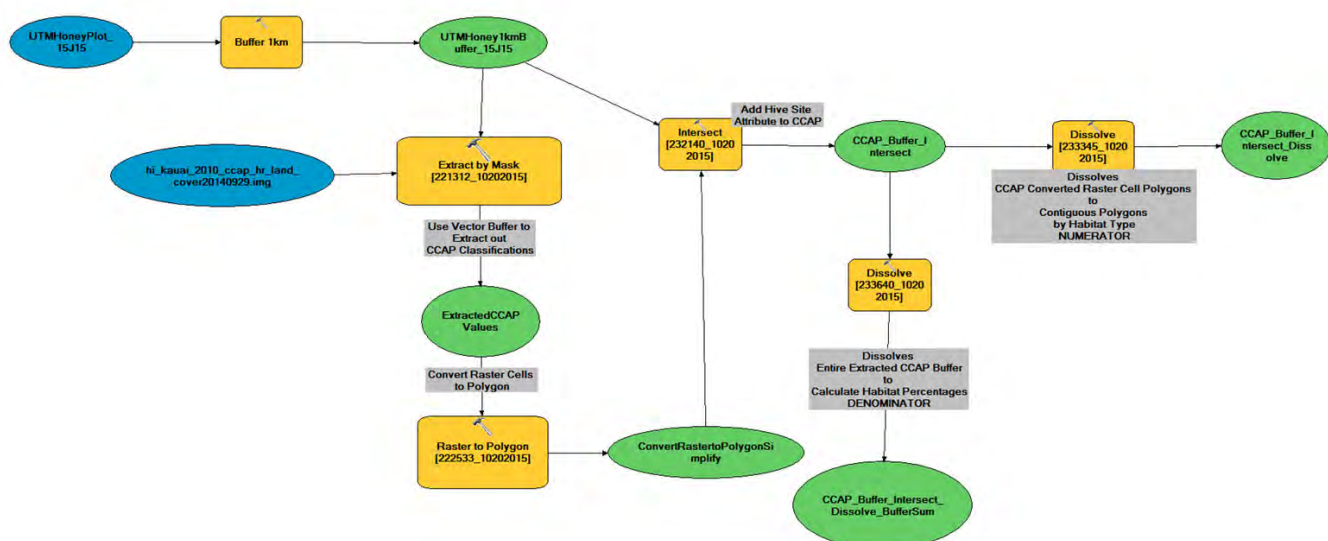 UTMHoneyPlot_
15J15
Buffer 1km
UTMHoney1kmB
uffer_15J15
hi_kauai_2010_ccap_hr_land_
cover20140929.img
Extract by Mask
[221312_10202015]
Use Vector Buffer to
Extract out
CCAP Classifications
ExtractedCCAP
Values
Convert Raster Cells
to Polygon
Raster to Polygon
[222533_10202015]
ConvertRastertoPolygonSi
mplify
Intersect
[232140_1020
2015]
Add Hive Site
Attribute to CCAP
CCAP_Buffer_I
ntersect
Dissolve
[233345_1020
2015]
Dissolves
CCAP Converted Raster Cell Polygons
to
Contiguous Polygons
by Habitat Type
NUMERATOR
CCAP_Buffer_I
ntersect_Diss
olve
Dissolve
[233640_1020
2015]
Dissolves
Entire Extracted CCAP Buffer
to
Calculate Habitat Percentages
DENOMINATOR
CCAP_Buffer_Intersect_
Dissolve_BufferSum